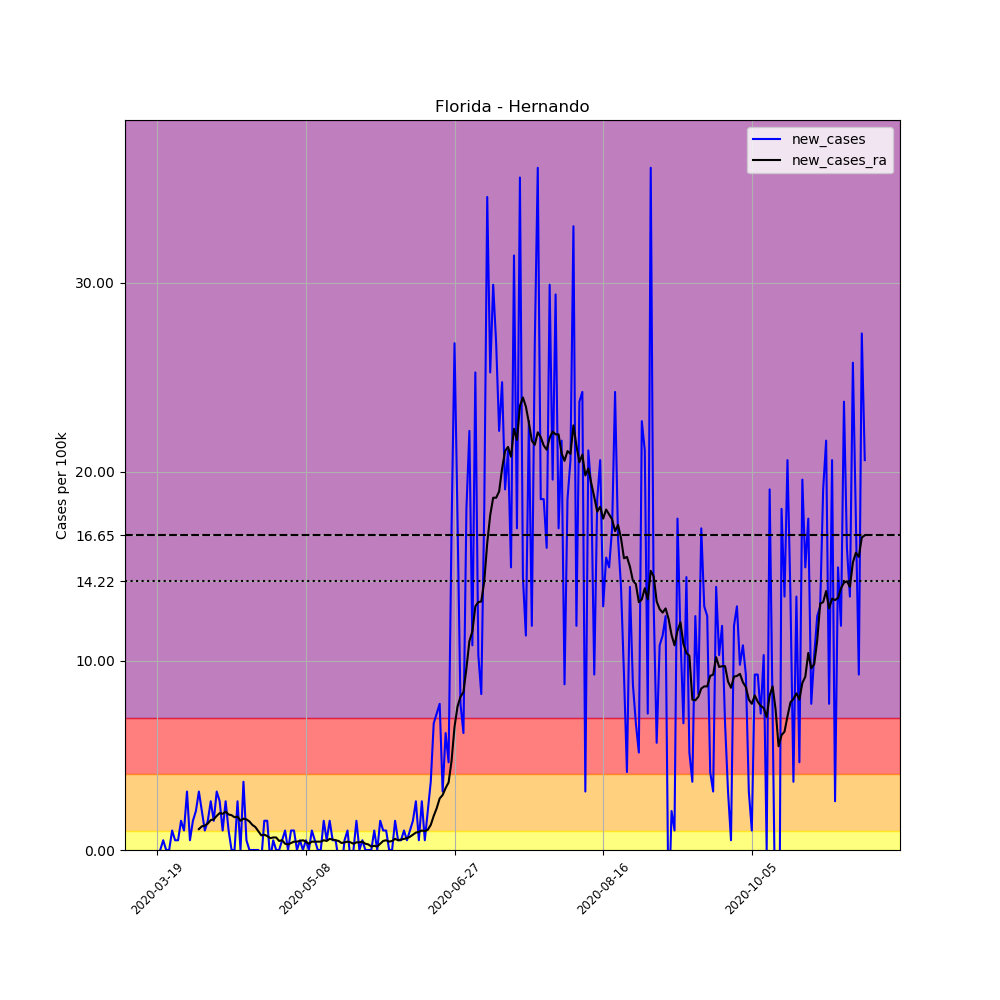 Florida - Hernando
new_cases
new_cases_ra
Cases per 100k
30.00
20.00
16.65
14.22
10.00
0.00
2020-03-19
2020-05-08
2020-06-27
2020-08-16
2020-10-05